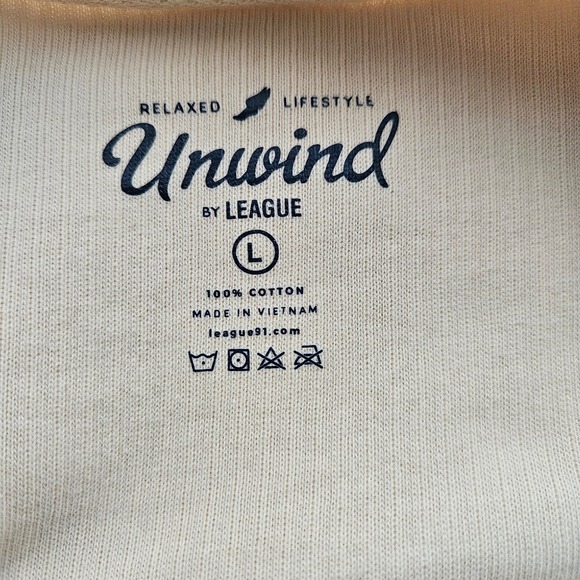 RELAXED LIFESTYLE
Unwind
BY LEAGUE
L
100% COTTON
MADE IN VIETNAM
league91.com